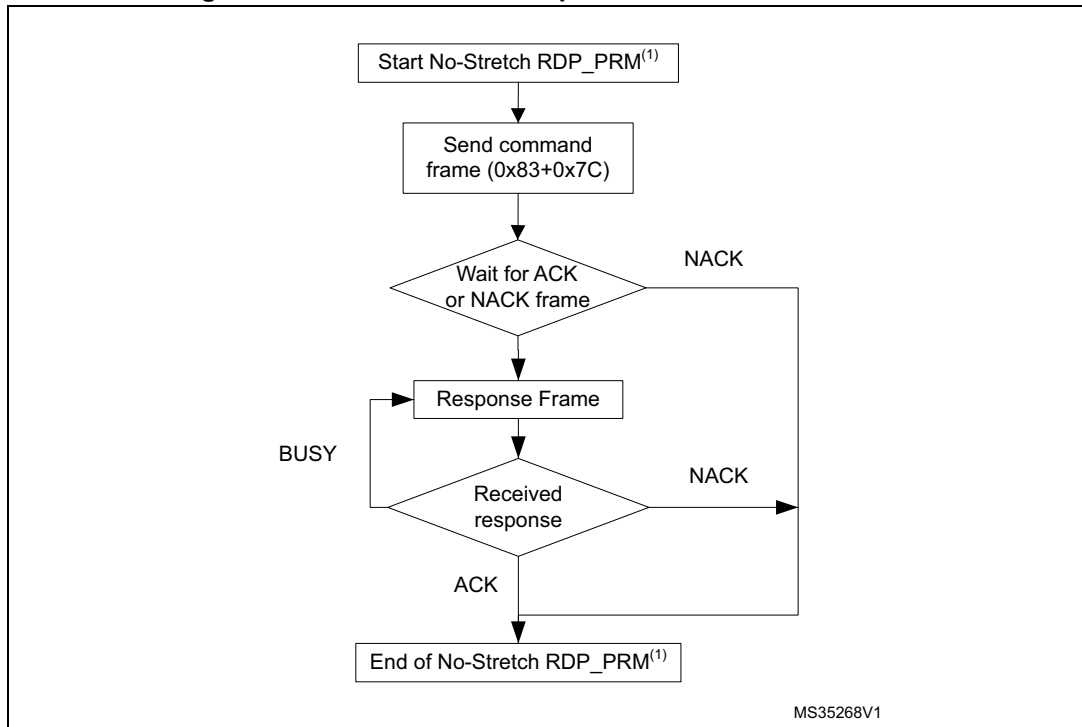 Start No-Stretch RDP_PRM(1)
Send command
frame (0x83+0x7C)
Wait for ACK
or NACK frame
NACK
Response Frame
BUSY
Received
response
NACK
ACK
End of No-Stretch RDP_PRM(1)
MS35268V1